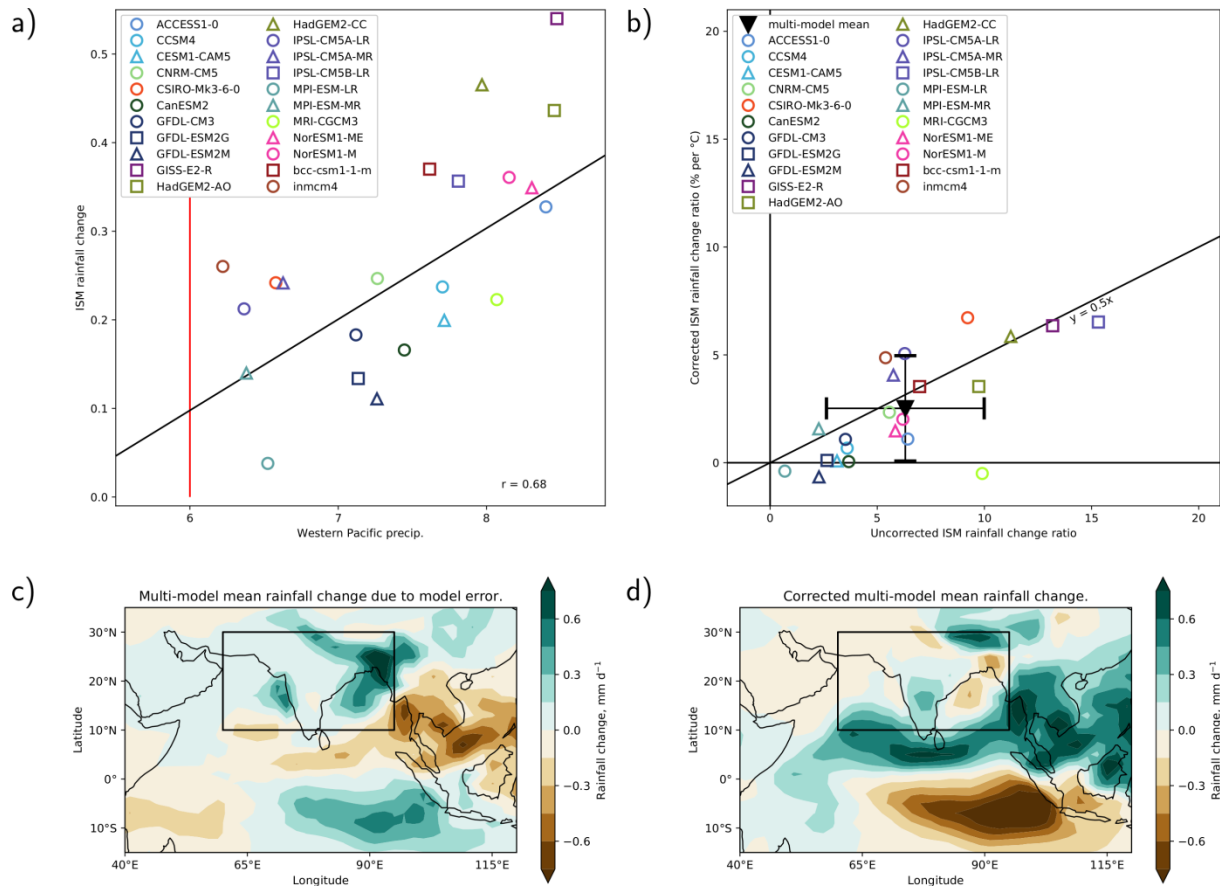 a)
ACCESS1-0
CCSM4
CESM1-CAM5
CNRM-CM5
CSIRO-Mk3-6-0
CanESM2
GFDL-CM3
GFDL-ESM2G
GFDL-ESM2M
GISS-E2-R
HadGEM2-AO
HadGEM2-CC
IPSL-CM5A-LR
IPSL-CM5A-MR
IPSL-CM5B-LR
MPI-ESM-LR
MPI-ESM-MR
MRI-CGCM3
NorESM1-ME
NorESM1-M
bcc-csm1-1-m
inmcm4
0.5
0.4
0.3
0.2
0.1
0.0
ISM rainfall change
r = 0.68
6
7
8
Western Pacific precip.
b)
multi-model mean
ACCESS1-0
CCSM4
CESM1-CAM5
CNRM-CM5
CSIRO-Mk3-6-0
CanESM2
GFDL-CM3
GFDL-ESM2G
GFDL-ESM2M
GISS-E2-R
HadGEM2-AO
HadGEM2-CC
IPSL-CM5A-LR
IPSL-CM5A-MR
IPSL-CM5B-LR
MPI-ESM-LR
MPI-ESM-MR
MRI-CGCM3
NorESM1-ME
NorESM1-M
bcc-csm1-1-m
inmcm4
20
15
10
5
0
Corrected ISM rainfall change ratio (% per °C)
y = 0.5x
0
5
10
15
20
Uncorrected ISM rainfall change ratio
c)
Multi-model mean rainfall change due to model error.
30°N
20°N
10°N
0°
10°S
Latitude
40°E
65°E
90°E
115°E
Longitude
0.6
0.3
0.0
−0.3
−0.6
Rainfall change, mm d⁻¹
d)
Corrected multi-model mean rainfall change.
30°N
20°N
10°N
0°
10°S
Latitude
40°E
65°E
90°E
115°E
Longitude
0.6
0.3
0.0
−0.3
−0.6
Rainfall change, mm d⁻¹